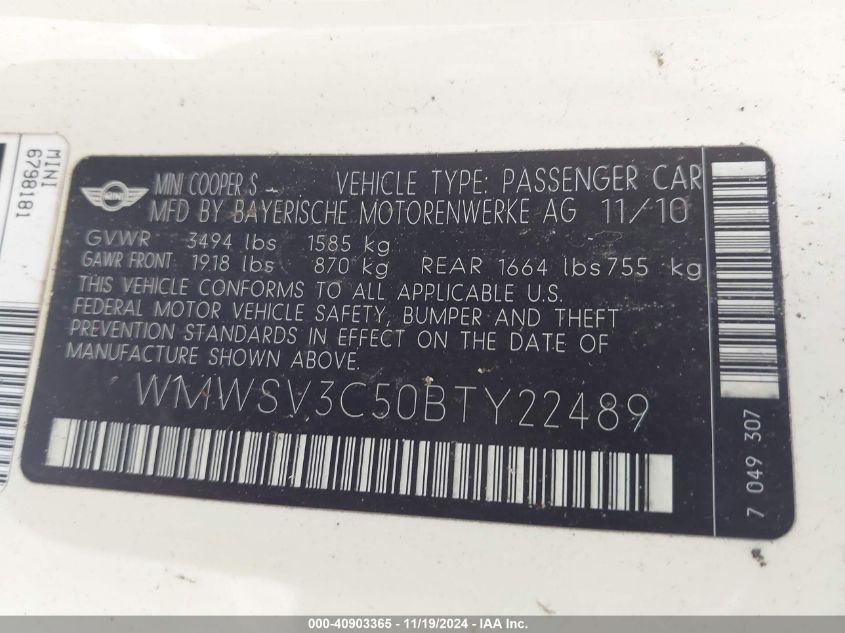 MINI COOPER S - VEHICLE TYPE: PASSENGER CAR
MINI MFD BY BAYERISCHE MOTORENWERKE AG 11/10
GVWR 3494 lbs 1585 kg
GAWR FRONT 1918 lbs 870 kg REAR 1664 lbs 755 kg
THIS VEHICLE CONFORMS TO ALL APPLICABLE U.S.
FEDERAL MOTOR VEHICLE SAFETY, BUMPER AND THEFT
PREVENTION STANDARDS IN EFFECT ON THE DATE OF
MANUFACTURE SHOWN ABOVE.
WMWSV3C50BTY22489
7 049 307
MINI
6798181
000-40903365 - 11/19/2024 - IAA Inc.